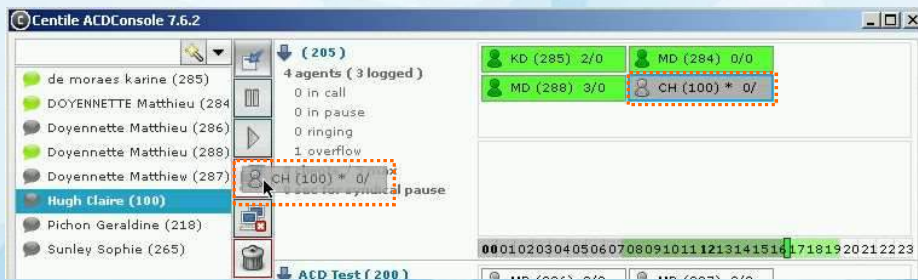 Centile ACDConsole 7.6.2
de moraes karine (285)
DOYENNETTE Matthieu (284
Doyennette Matthieu (286)
Doyennette Matthieu (288)
Doyennette Matthiew (287)
Hugh Claire (100)
Pichon Geraldine (218)
Sunley Sophie (265)
(205)
4 agents ( 3 logged )
0 in call
0 in pause
0 ringing
1 overflow
CH (100) * 0/
pause
ACD Test ( 200 )
KD (285) 2/0
MD (284) 0/0
MD (288) 3/0
CH (100) * 0/
000102030405060708091011121314151617181920212223